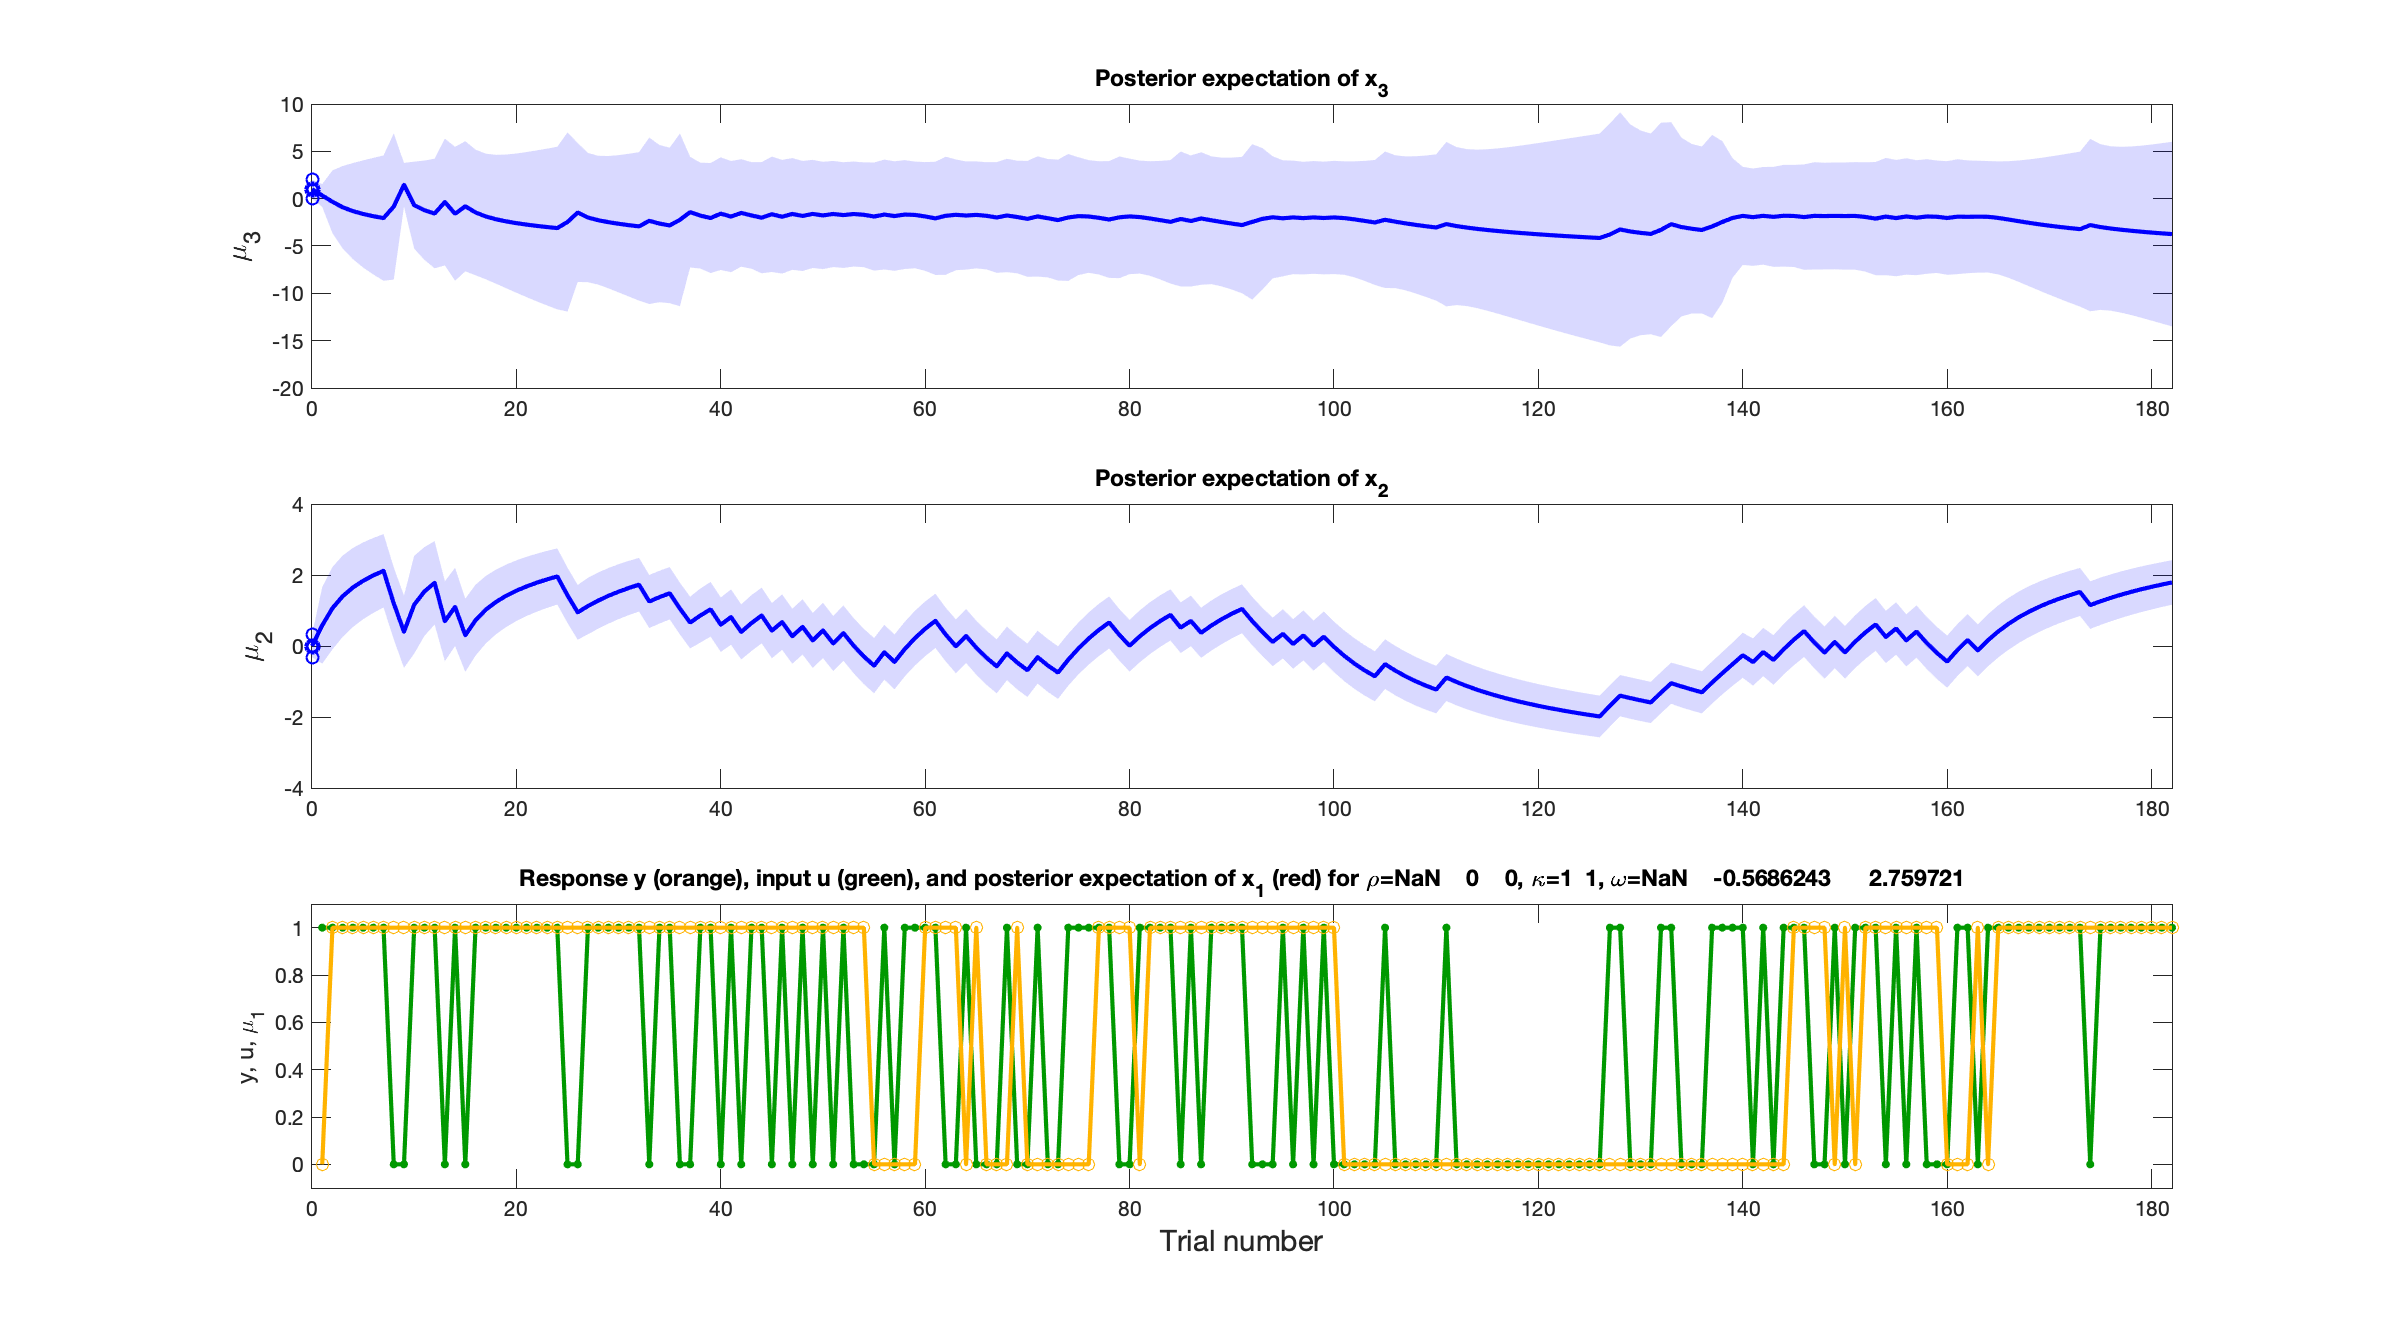 Posterior expectation of x3
10
5
0
-5
-10
-15
-20
μ3
0 20 40 60 80 100 120 140 160 180
Posterior expectation of x2
4
2
0
-2
-4
μ2
0 20 40 60 80 100 120 140 160 180
Response y (orange), input u (green), and posterior expectation of x1 (red) for ρ=NaN 0 0, κ=1 1, ω=NaN -0.5686243 2.759721
1
0.8
0.6
0.4
0.2
0
y, u, μ1
0 20 40 60 80 100 120 140 160 180
Trial number